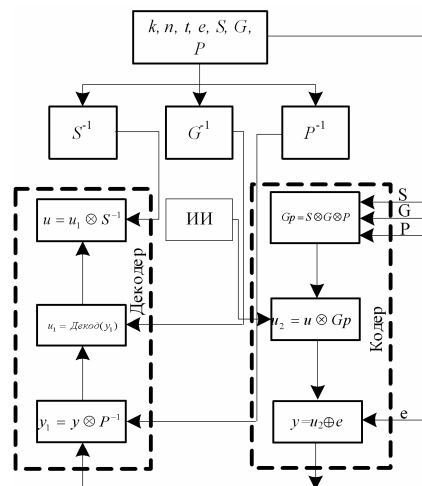 k, n, t, e, S, G,
P
S⁻¹
G⁻¹
P⁻¹
u = u₁ ⊗ S⁻¹
ИИ
Gp = S⊗G⊗P
S
G
P
Декодер
u₁ = Декод(y₁)
u₂ = u ⊗ Gp
Кодер
y₁ = y ⊗ P⁻¹
y=u₂⊕e
e